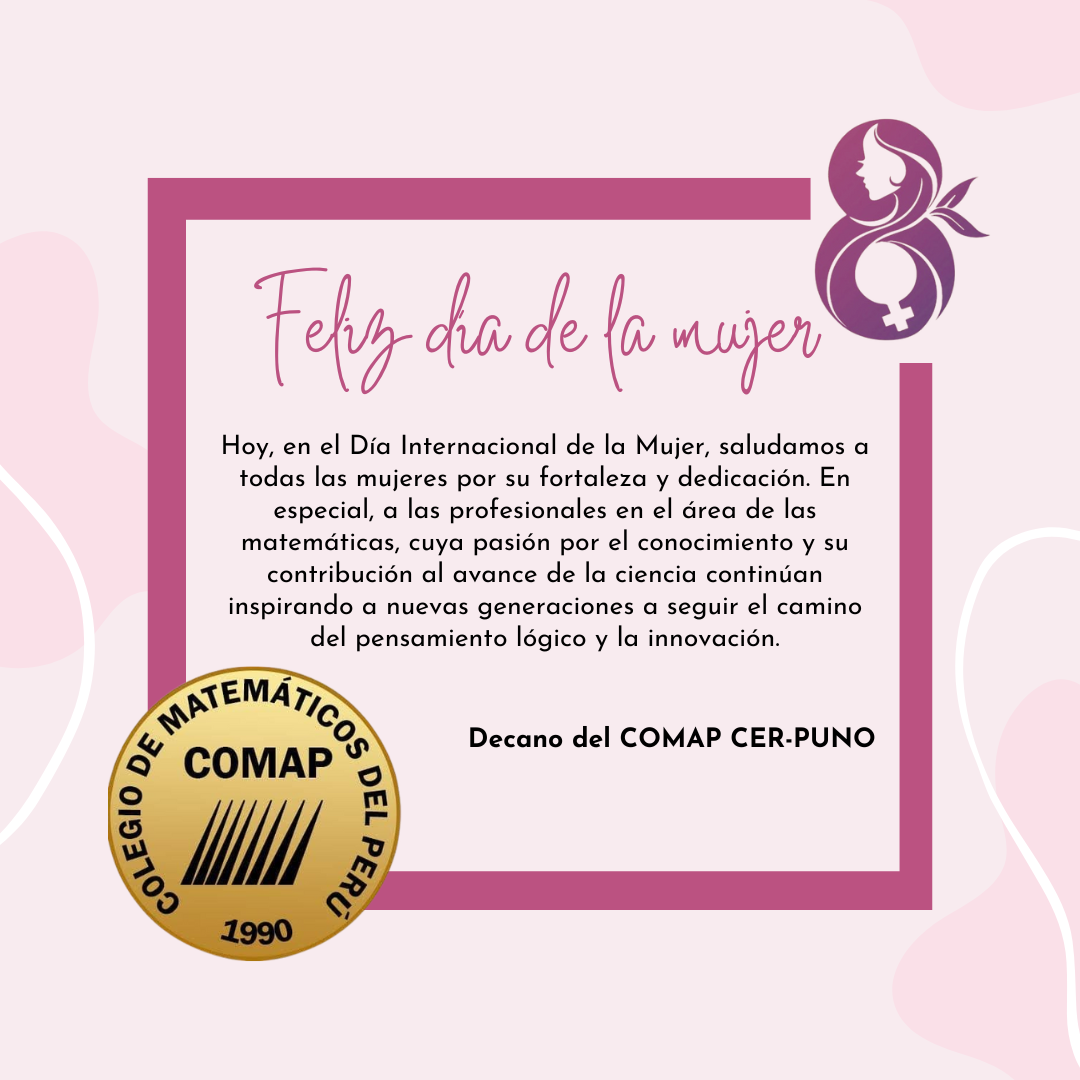 Feliz día de la mujer
Hoy, en el Día Internacional de la Mujer, saludamos a
todas las mujeres por su fortaleza y dedicación. En
especial, a las profesionales en el área de las
matemáticas, cuya pasión por el conocimiento y su
contribución al avance de la ciencia continúan
inspirando a nuevas generaciones a seguir el camino
del pensamiento lógico y la innovación.
Decano del COMAP CER-PUNO
COLEGIO DE MATEMÁTICOS DEL PERÚ
COMAP
1990